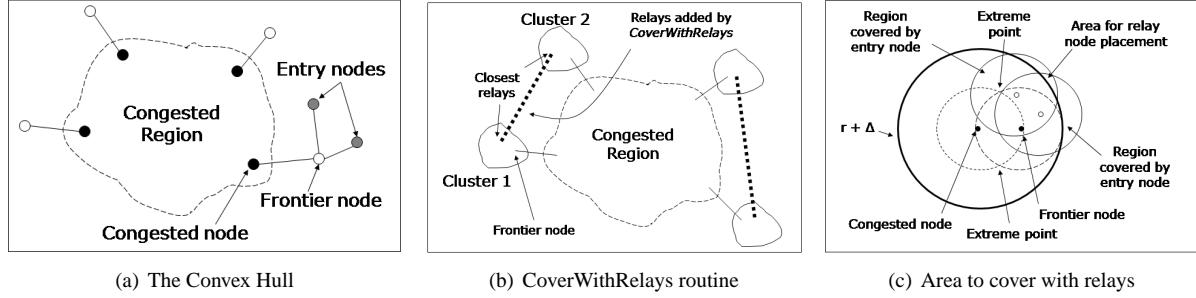 Congested
Region
Entry nodes
Frontier node
Congested node
(a) The Convex Hull
Cluster 2
Relays added by
CoverWithRelays
Closest
relays
Congested
Region
Cluster 1
Frontier node
(b) CoverWithRelays routine
Region
covered by
entry node
Extreme
point
Area for relay
node placement
r + Δ
Region
covered by
entry node
Congested node
Frontier node
Extreme point
(c) Area to cover with relays